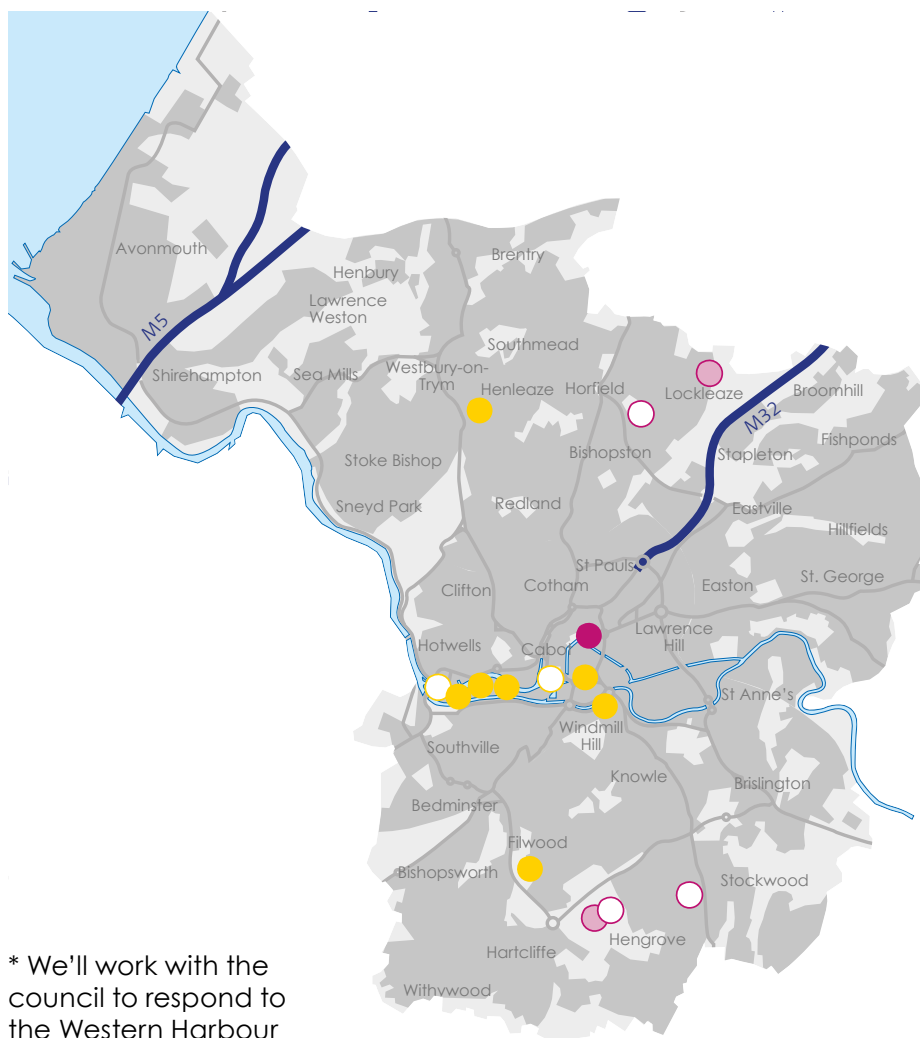 Avonmouth
Brentry
Henbury
Lawrence
Weston
M5
Southmead
Shirehampton
Sea Mills
Westbury-on-
Trym
Henleaze
Horfield
Lockleaze
Broomhill
M32
Fishponds
Stoke Bishop
Bishopston
Stapleton
Sneyd Park
Redland
Eastville
Hillfields
St Pauls
Clifton
Cotham
Easton
St. George
Hotwells
Cabot
Lawrence
Hill
St Anne's
Windmill
Hill
Southville
Knowle
Brislington
Bedminster
Filwood
Bishopsworth
Stockwood
Hartcliffe
Hengrove
Withywood
* We'll work with the
council to respond to
the Western Harbour